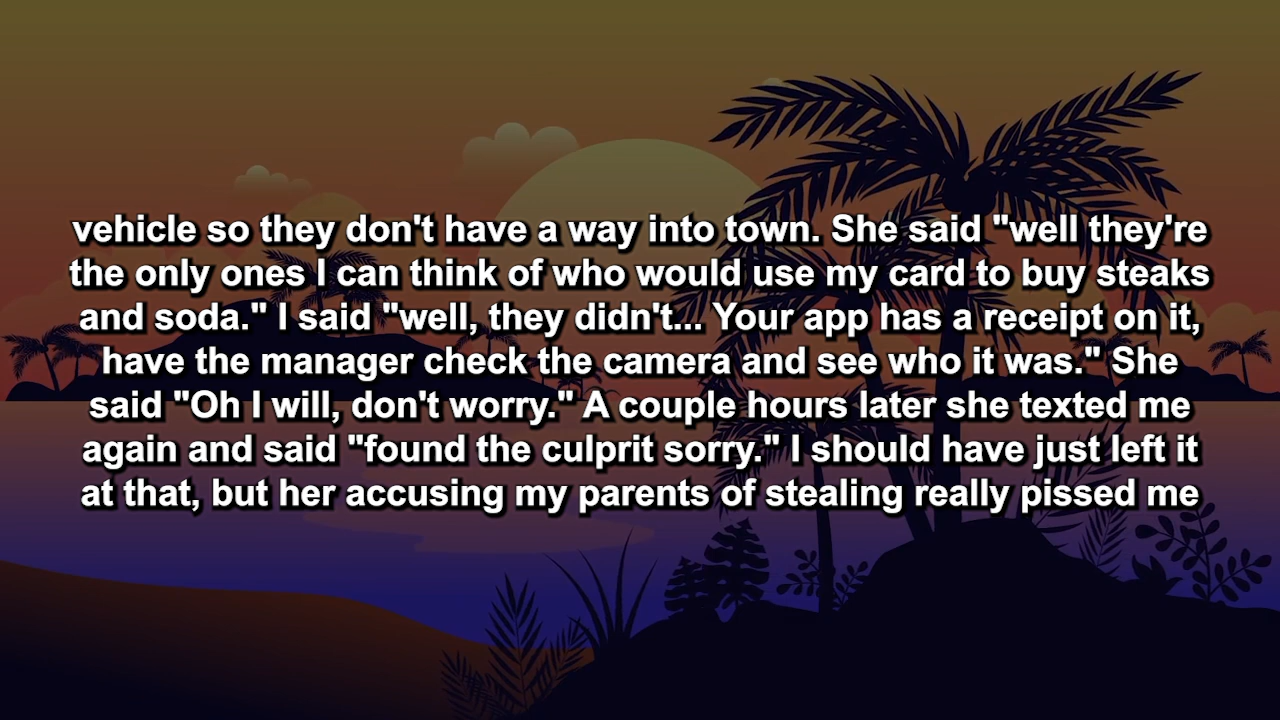 vehicle so they don't have a way into town. She said "well they're
the only ones I can think of who would use my card to buy steaks
and soda." I said "well, they didn't... Your app has a receipt on it,
have the manager check the camera and see who it was." She
said "Oh I will, don't worry." A couple hours later she texted me
again and said "found the culprit sorry." I should have just left it
at that, but her accusing my parents of stealing really pissed me